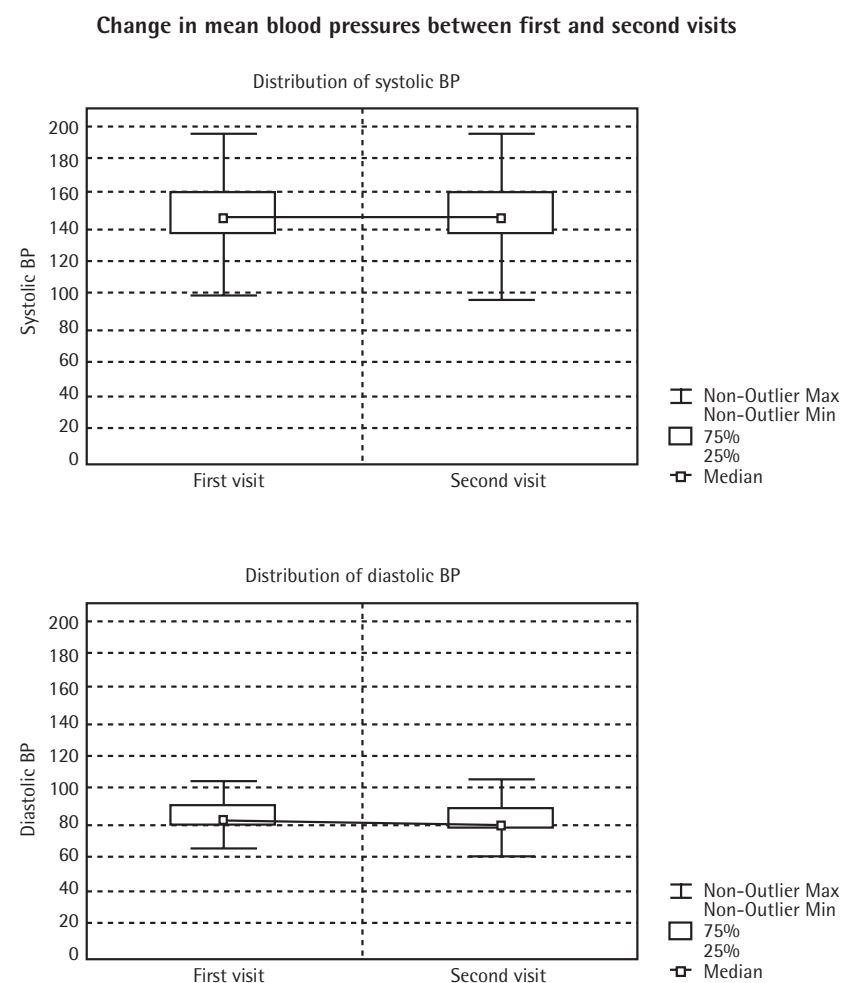 Change in mean blood pressures between first and second visits
Distribution of systolic BP
Systolic BP
200
180
160
140
120
100
80
60
40
20
0
First visit
Second visit
Non-Outlier Max
Non-Outlier Min
75%
25%
Median
Distribution of diastolic BP
Diastolic BP
200
180
160
140
120
100
80
60
40
20
0
First visit
Second visit
Non-Outlier Max
Non-Outlier Min
75%
25%
Median